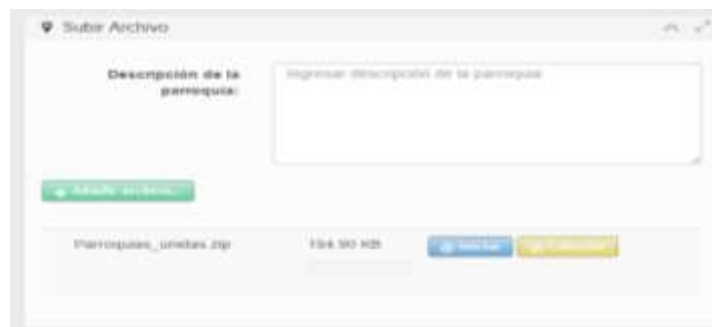 Subir Archivo
Descripción de la
parroquia:
Ingresar descripción de la parroquia
Añadir archivo...
Parroquias_unidas.zip
194.90 KB
Iniciar
Cancelar